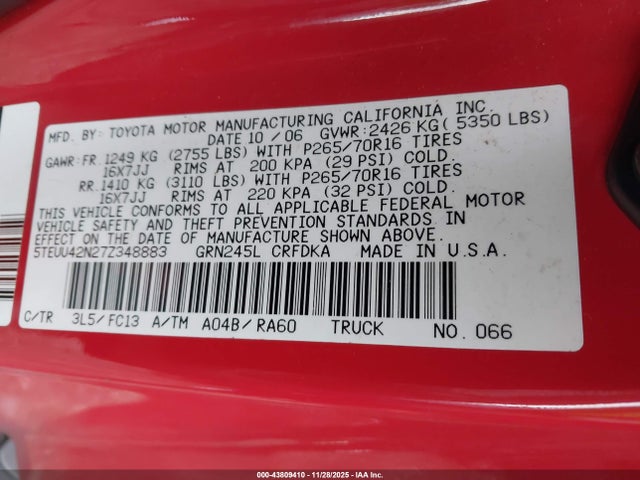 MFD. BY: TOYOTA MOTOR MANUFACTURING CALIFORNIA INC.
DATE 10 / 06 GVWR: 2426 KG ( 5350 LBS)
GAWR: FR. 1249 KG (2755 LBS) WITH P265/70R16 TIRES
16X7JJ RIMS AT 200 KPA (29 PSI) COLD.
RR. 1410 KG (3110 LBS) WITH P265/70R16 TIRES
16X7JJ RIMS AT 220 KPA (32 PSI) COLD.
THIS VEHICLE CONFORMS TO ALL APPLICABLE FEDERAL MOTOR
VEHICLE SAFETY AND THEFT PREVENTION STANDARDS IN
EFFECT ON THE DATE OF MANUFACTURE SHOWN ABOVE.
5TEUU42N27Z348883 GRN245L CRFDKA MADE IN U.S.A.
C/TR 3L5/FC13 A/TM A04B/RA60 TRUCK NO. 066
000-43809410 | 11/28/2025 | IAA Inc.